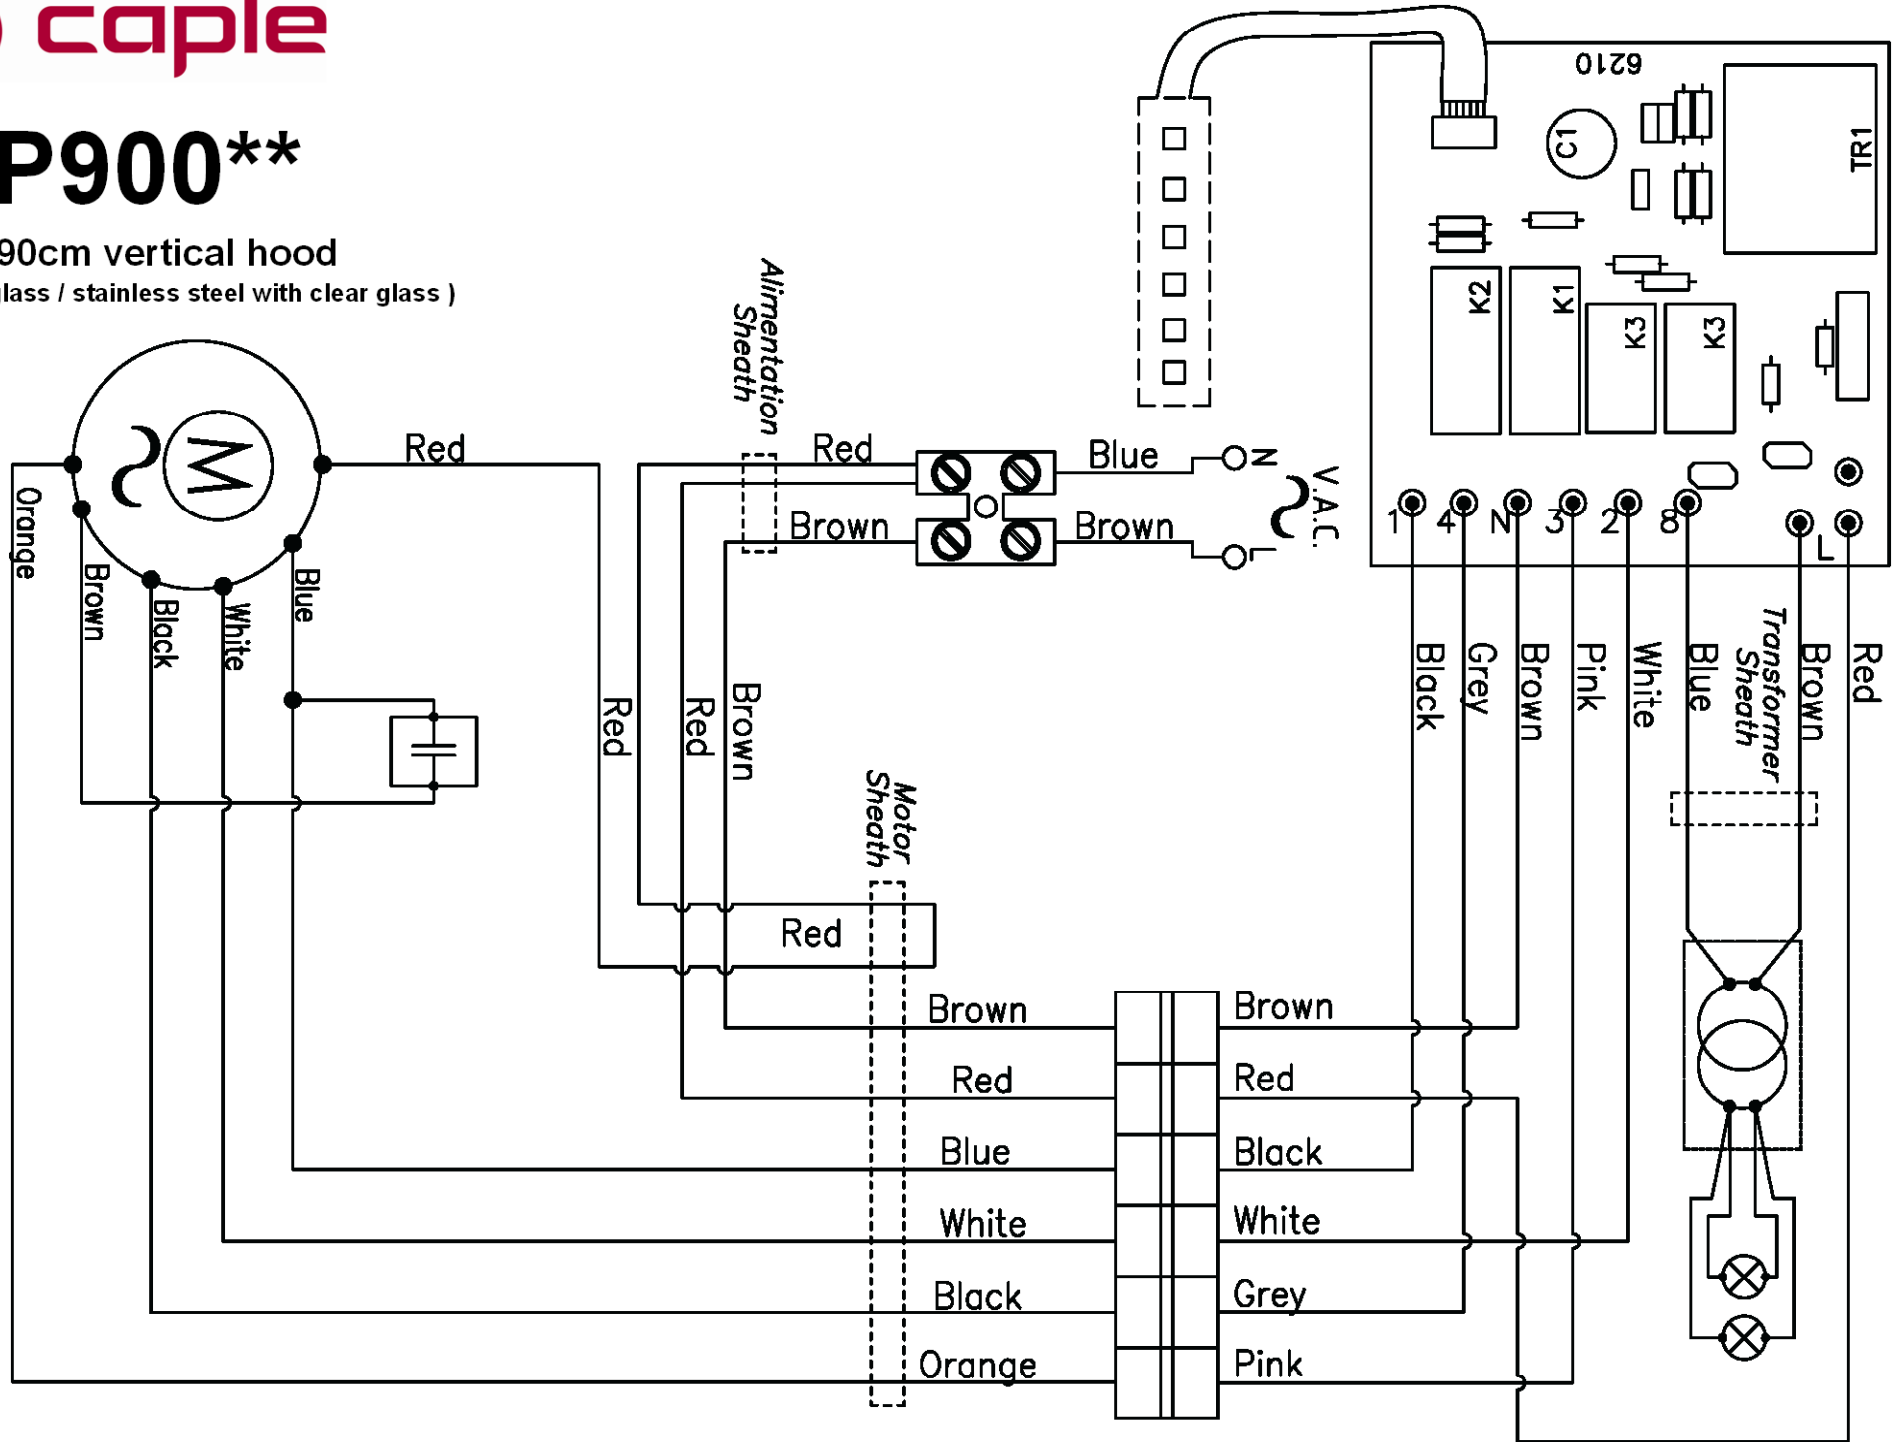 caple
P900**
90cm vertical hood
glass / stainless steel with clear glass )
6210
C1
TR1
K2
K1
K3
K3
Alimentation
Sheath
M
Red
Red
Blue
N
V.A.C.
Brown
Brown
L
1
4
N
3
2
8
L
Orange
Brown
Black
White
Blue
Red
Red
Brown
Black
Grey
Brown
Pink
White
Blue
Transformer
Sheath
Brown
Red
Motor
Sheath
Red
Brown
Brown
Red
Red
Blue
Black
White
White
Black
Grey
Orange
Pink